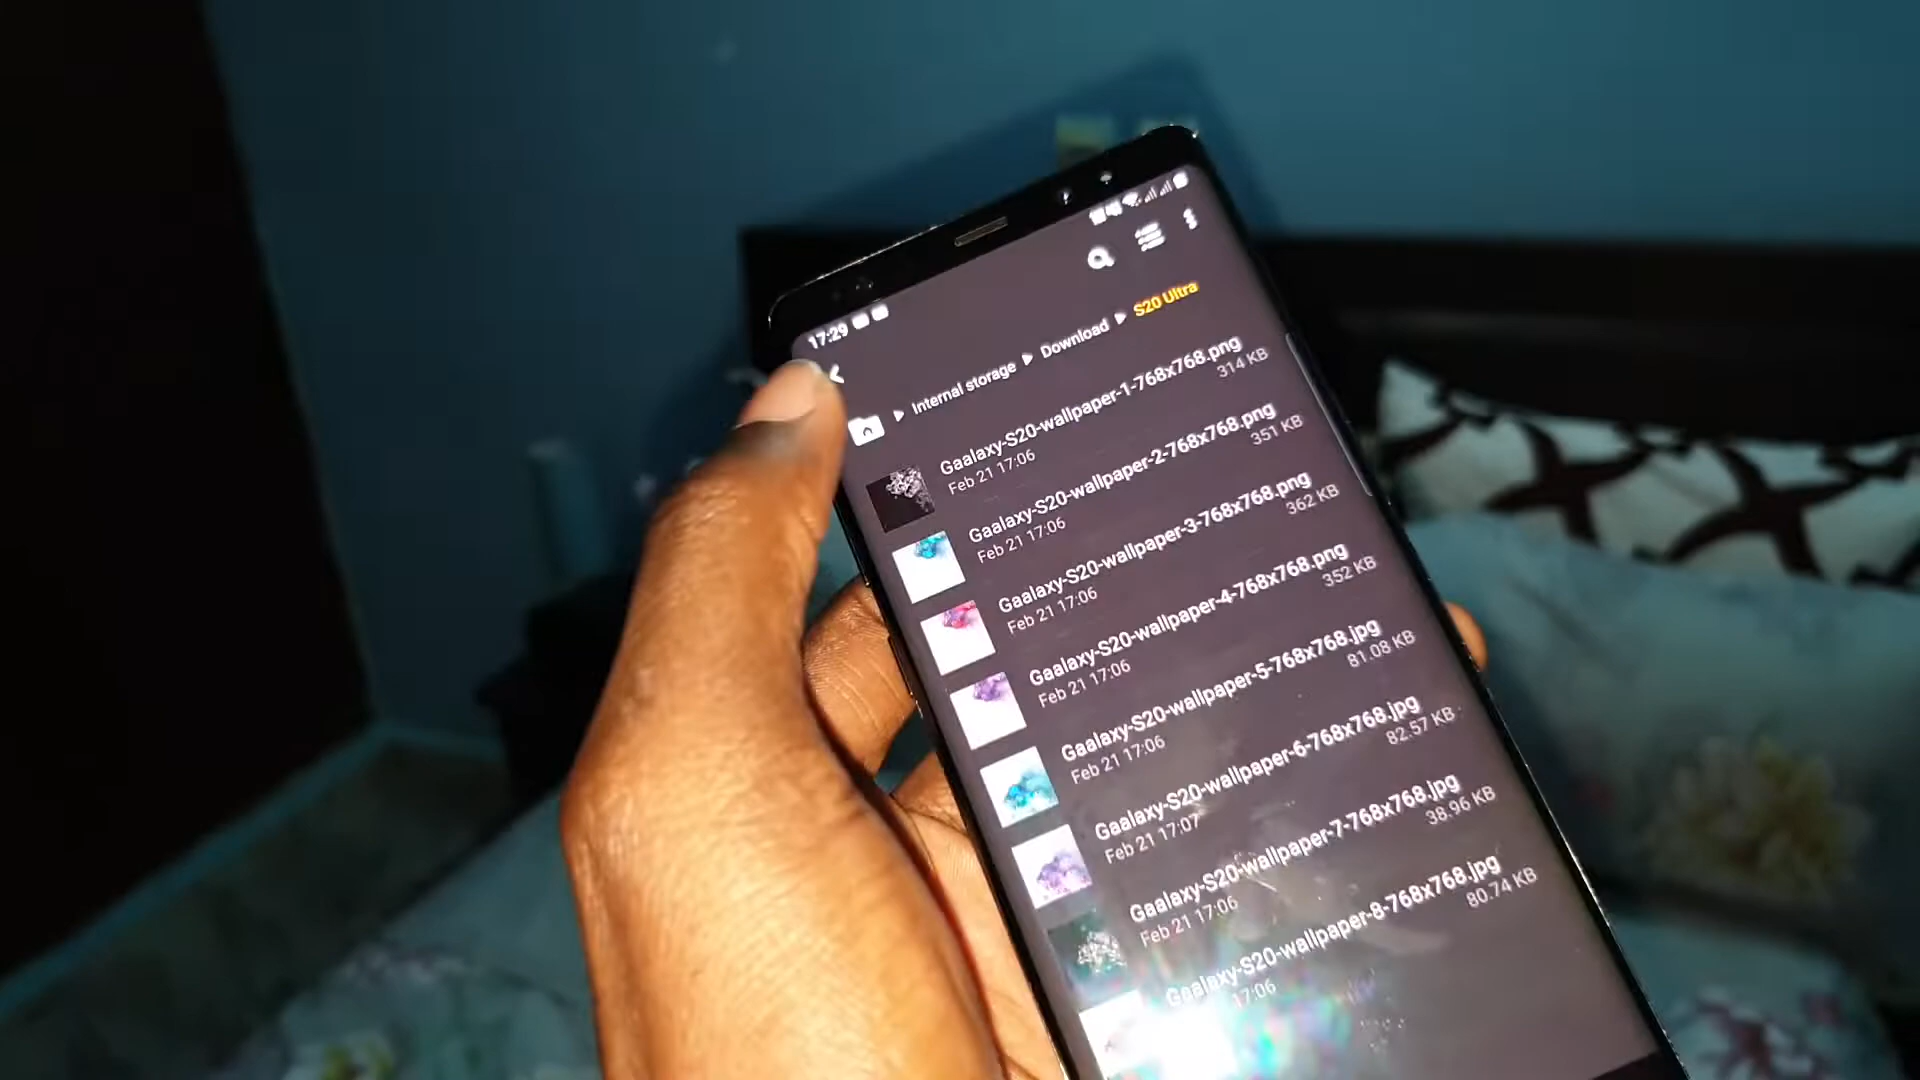 17:29
Internal storage ▶ Download ▶ S20 Ultra
Gaalaxy-S20-wallpaper-1-768x768.png
Feb 21 17:06
314 KB
Gaalaxy-S20-wallpaper-2-768x768.png
Feb 21 17:06
351 KB
Gaalaxy-S20-wallpaper-3-768x768.png
Feb 21 17:06
362 KB
Gaalaxy-S20-wallpaper-4-768x768.png
Feb 21 17:06
352 KB
Gaalaxy-S20-wallpaper-5-768x768.jpg
Feb 21 17:06
81.08 KB
Gaalaxy-S20-wallpaper-6-768x768.jpg
Feb 21 17:07
82.57 KB
Gaalaxy-S20-wallpaper-7-768x768.jpg
Feb 21 17:06
38.96 KB
Gaalaxy-S20-wallpaper-8-768x768.jpg
17:06
80.74 KB